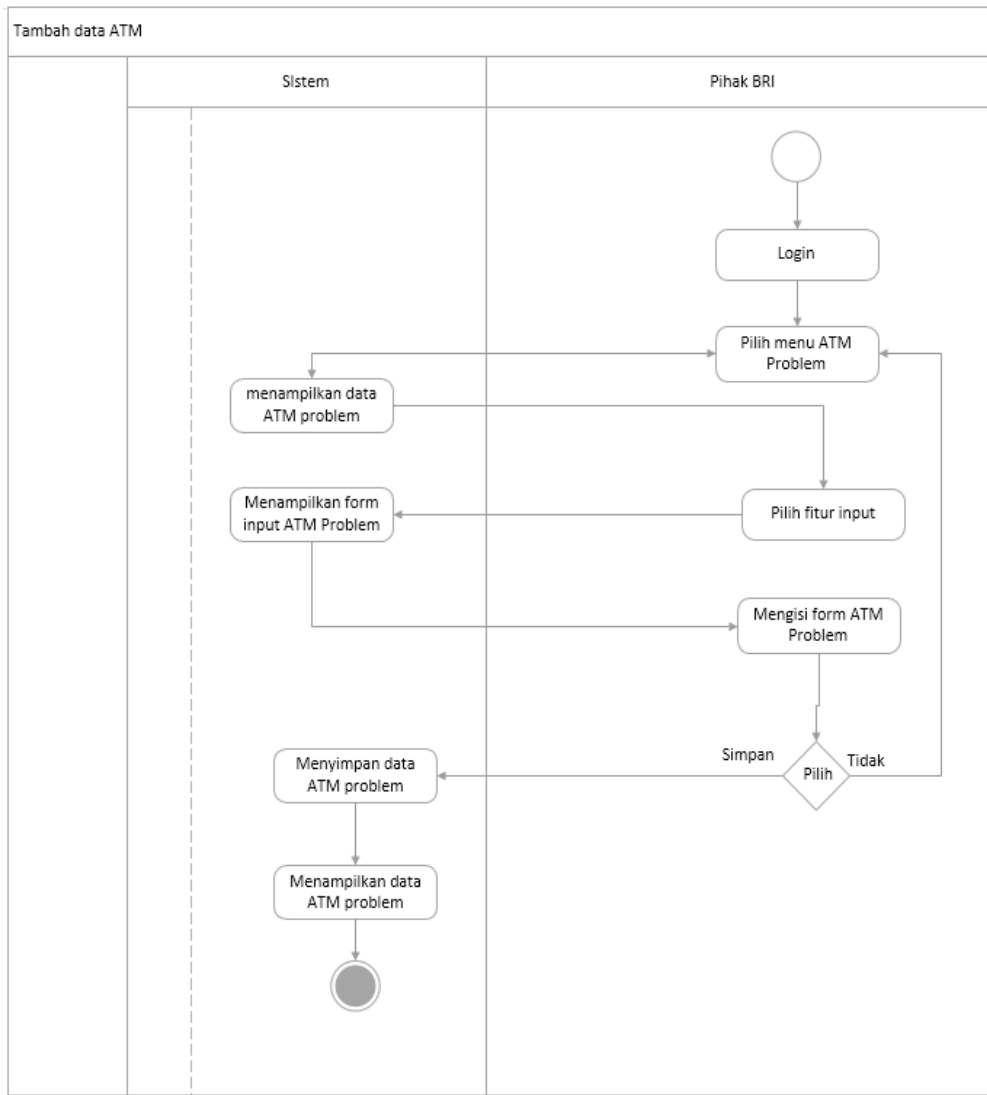 Tambah data ATM
SIstem
Pihak BRI
Login
Pilih menu ATM
Problem
menampilkan data
ATM problem
Menampilkan form
input ATM Problem
Pilih fitur input
Mengisi form ATM
Problem
Simpan
Pilih
Tidak
Menyimpan data
ATM problem
Menampilkan data
ATM problem